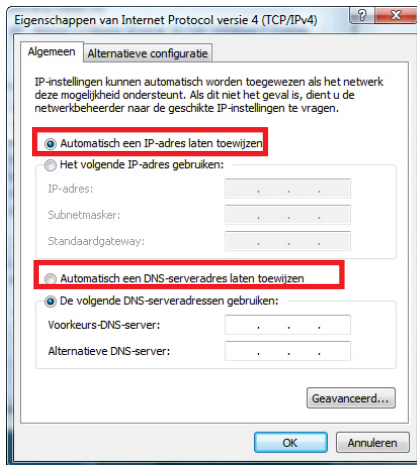 Eigenschappen van Internet Protocol versie 4 (TCP/IPv4)
Algemeen Alternatieve configuratie
IP-instellingen kunnen automatisch worden toegewezen als het netwerk
deze mogelijkheid ondersteunt. Als dit niet het geval is, dient u de
netwerkbeheerder naar de geschikte IP-instellingen te vragen.
Automatisch een IP-adres laten toewijzen
Het volgende IP-adres gebruiken:
IP-adres:
Subnetmasker:
Standaardgateway:
Automatisch een DNS-serveradres laten toewijzen
De volgende DNS-serveradressen gebruiken:
Voorkeurs-DNS-server:
Alternatieve DNS-server:
Geavanceerd...
OK Annuleren